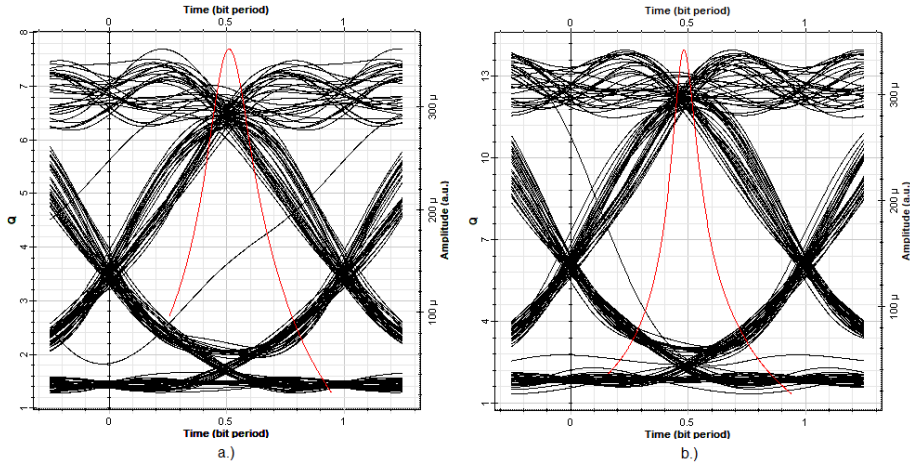 Time (bit period)
0 0.5 1
8
7
6
5
4
3
2
1
Q
300 µ
200 µ
100 µ
Amplitude (a.u.)
0 0.5 1
Time (bit period)
a.)
Time (bit period)
0 0.5 1
13
10
7
4
1
Q
300 µ
200 µ
100 µ
Amplitude (a.u.)
0 0.5 1
Time (bit period)
b.)